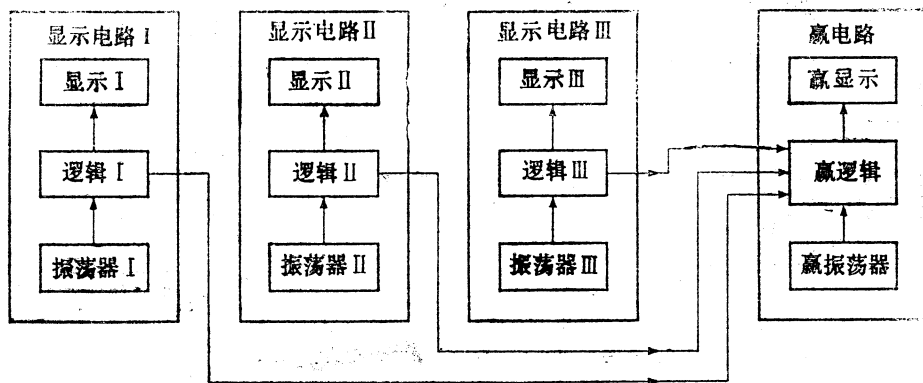 显示电路Ⅰ
显示Ⅰ
逻辑Ⅰ
振荡器Ⅰ
显示电路Ⅱ
显示Ⅱ
逻辑Ⅱ
振荡器Ⅱ
显示电路Ⅲ
显示Ⅲ
逻辑Ⅲ
振荡器Ⅲ
赢电路
赢显示
赢逻辑
赢振荡器